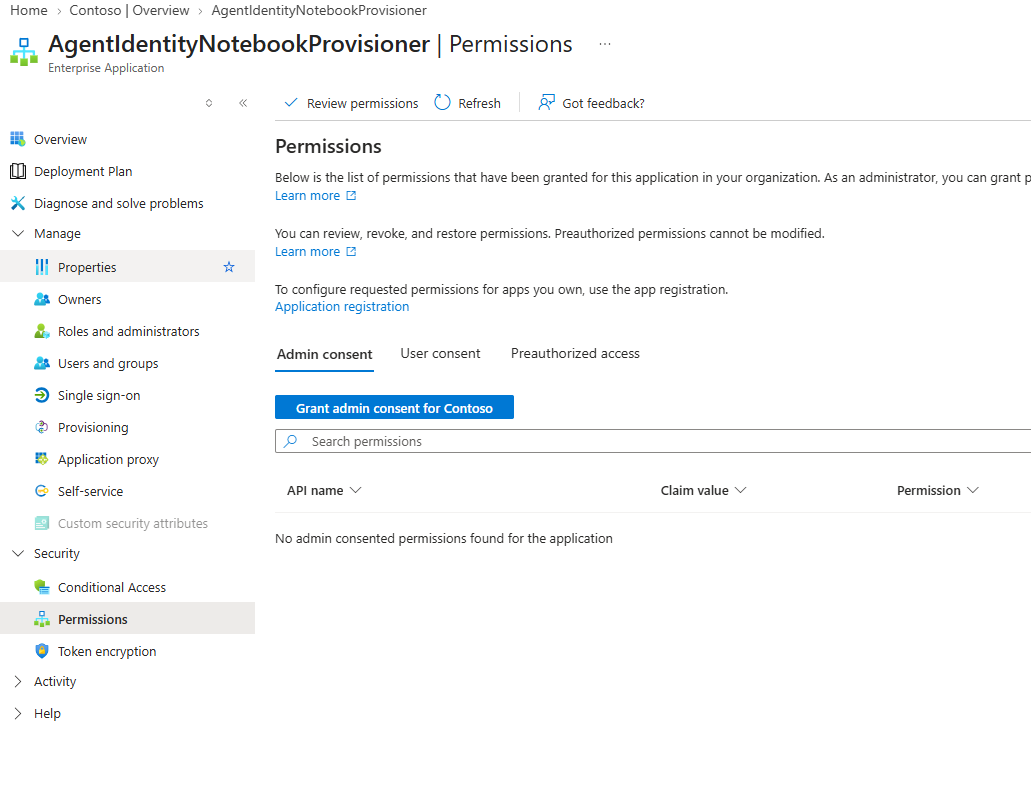 Home > Contoso | Overview > AgentIdentityNotebookProvisioner
AgentIdentityNotebookProvisioner | Permissions ...
Enterprise Application
Review permissions Refresh Got feedback?
Overview
Deployment Plan
Diagnose and solve problems
Manage
Properties
Owners
Roles and administrators
Users and groups
Single sign-on
Provisioning
Application proxy
Self-service
Custom security attributes
Security
Conditional Access
Permissions
Token encryption
Activity
Help
Permissions
Below is the list of permissions that have been granted for this application in your organization. As an administrator, you can grant p
Learn more
You can review, revoke, and restore permissions. Preauthorized permissions cannot be modified.
Learn more
To configure requested permissions for apps you own, use the app registration.
Application registration
Admin consent User consent Preauthorized access
Grant admin consent for Contoso
Search permissions
API name Claim value Permission
No admin consented permissions found for the application